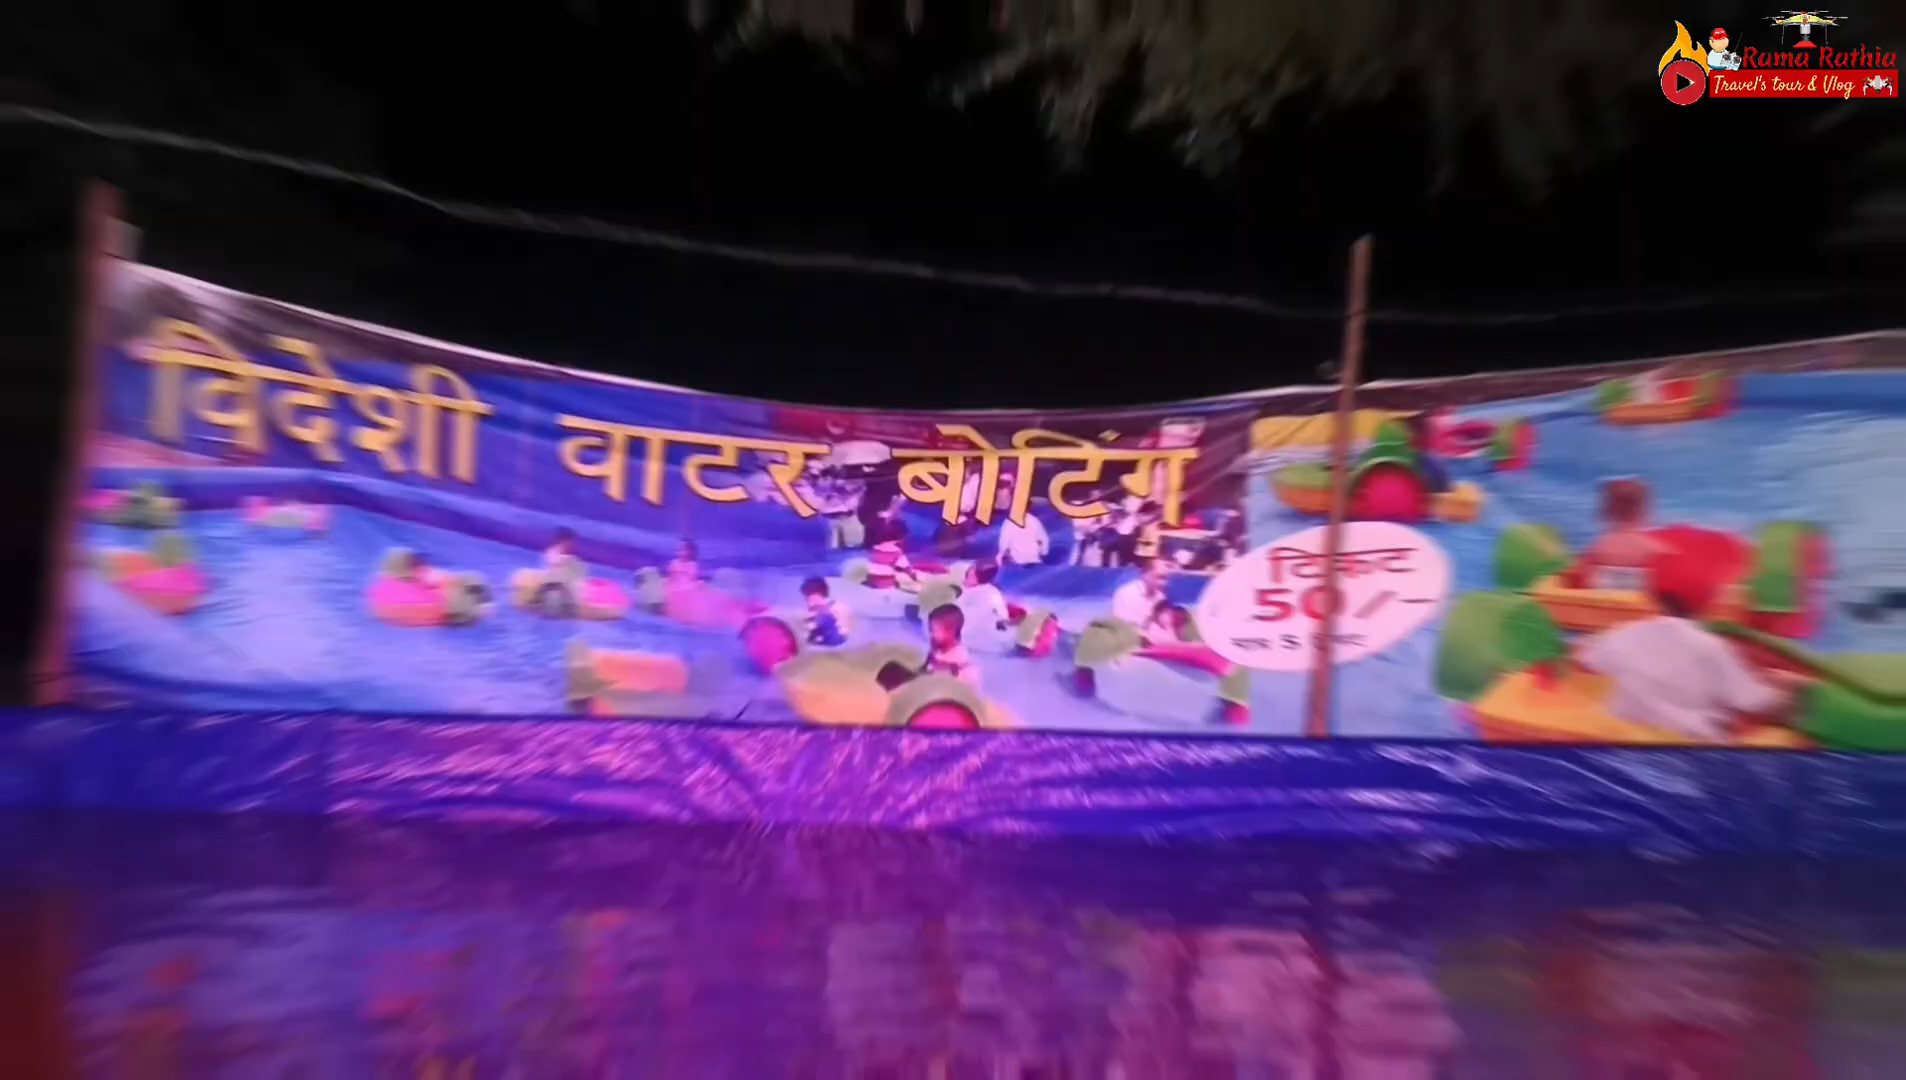 Rama Rathia
Travel's tour & Vlog
विदेशी वाटर बोटिंग
टिकट
50/-